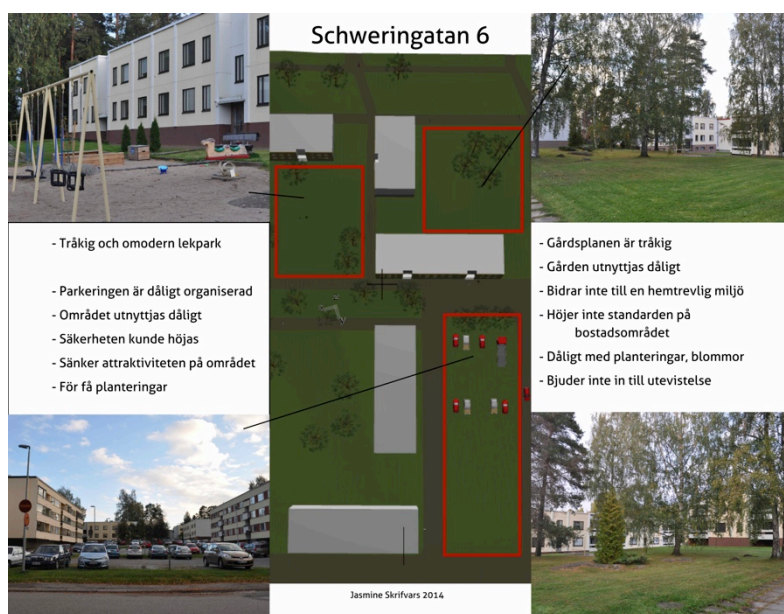 Schweringatan 6
- Tråkig och omodern lekpark
- Parkeringen är dåligt organiserad
- Området utnyttjas dåligt
- Säkerheten kunde höjas
- Sänker attraktiviteten på området
- För få planteringar
- Gårdsplanen är tråkig
- Gården utnyttjas dåligt
- Bidrar inte till en hemtrevlig miljö
- Höjer inte standarden på
bostadsområdet
- Dåligt med planteringar, blommor
- Bjuder inte in till utevistelse
Jasmine Skrifvars 2014